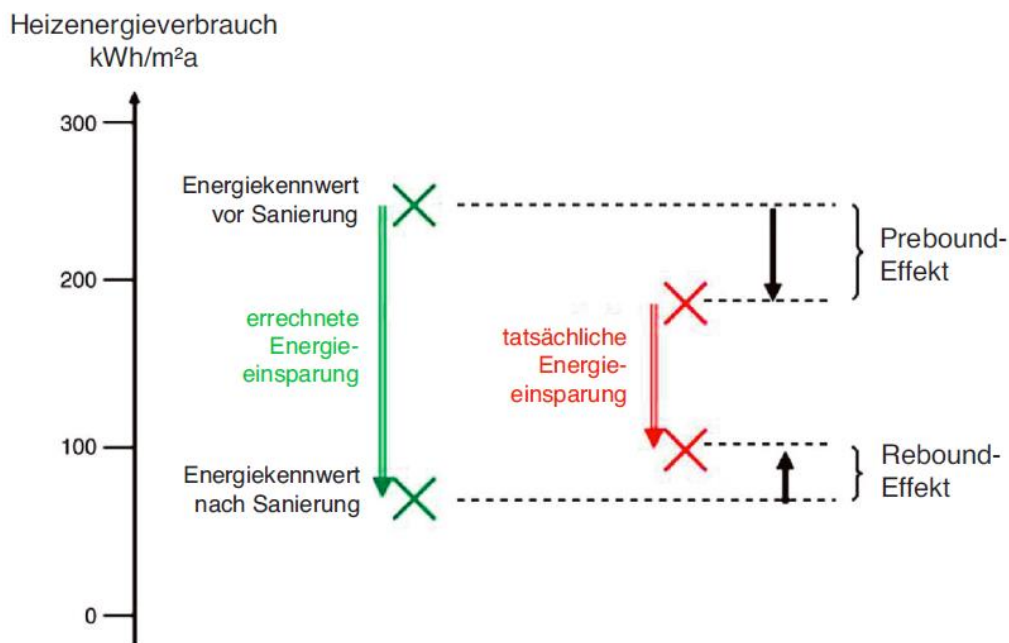 Heizenergieverbrauch
kWh/m²a
300
200
100
0
Energiekennwert
vor Sanierung
errechnete
Energie-
einsparung
Energiekennwert
nach Sanierung
tatsächliche
Energie-
einsparung
Prebound-
Effekt
Rebound-
Effekt